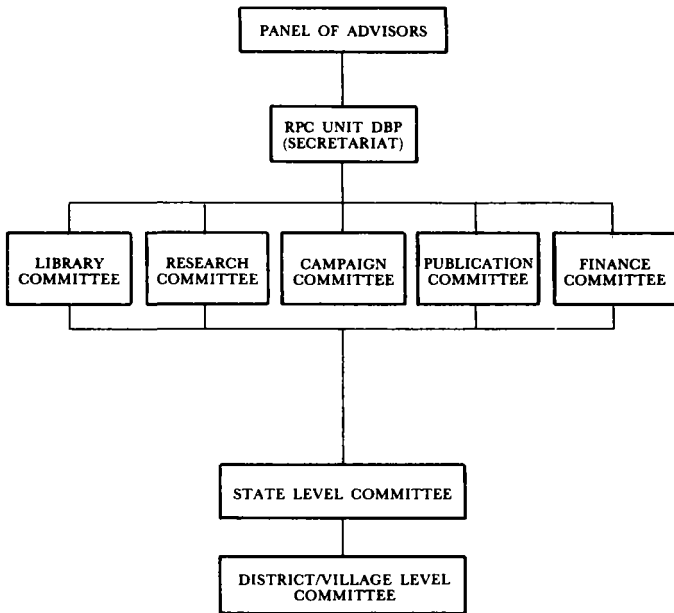 PANEL OF ADVISORS
RPC UNIT DBP
(SECRETARIAT)
LIBRARY
COMMITTEE
RESEARCH
COMMITTEE
CAMPAIGN
COMMITTEE
PUBLICATION
COMMITTEE
FINANCE
COMMITTEE
STATE LEVEL COMMITTEE
DISTRICT/VILLAGE LEVEL
COMMITTEE